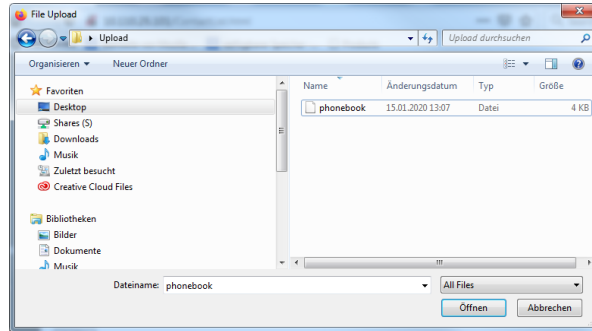 File Upload
Upload
Upload durchsuchen
Organisieren
Neuer Ordner
Favoriten
Desktop
Shares (S)
Downloads
Musik
Zuletzt besucht
Creative Cloud Files
Bibliotheken
Bilder
Dokumente
Musik
Name Änderungsdatum Typ Größe
phonebook 15.01.2020 13:07 Datei 4 KB
Dateiname: phonebook
All Files
Öffnen Abbrechen